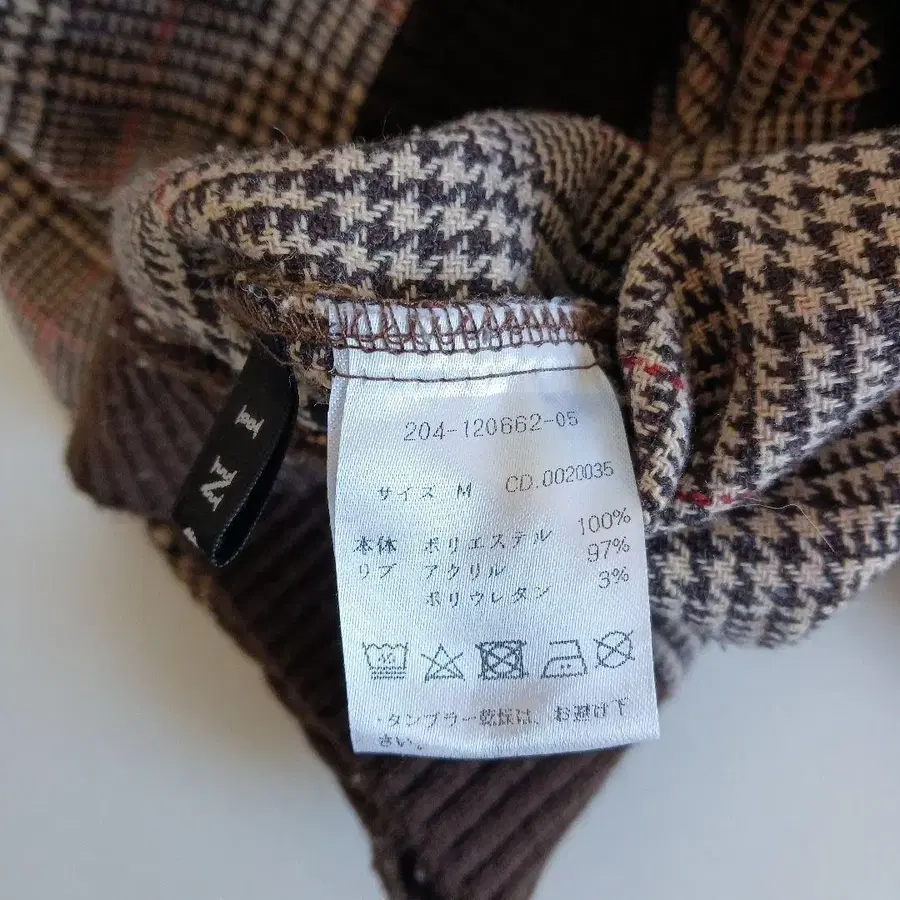 204-120662-05
サイズ M CD.0020035
本体 ポリエステル 100%
リブ アクリル 97%
ポリウレタン 3%
・タンブラー乾燥は、お避け下
さい。